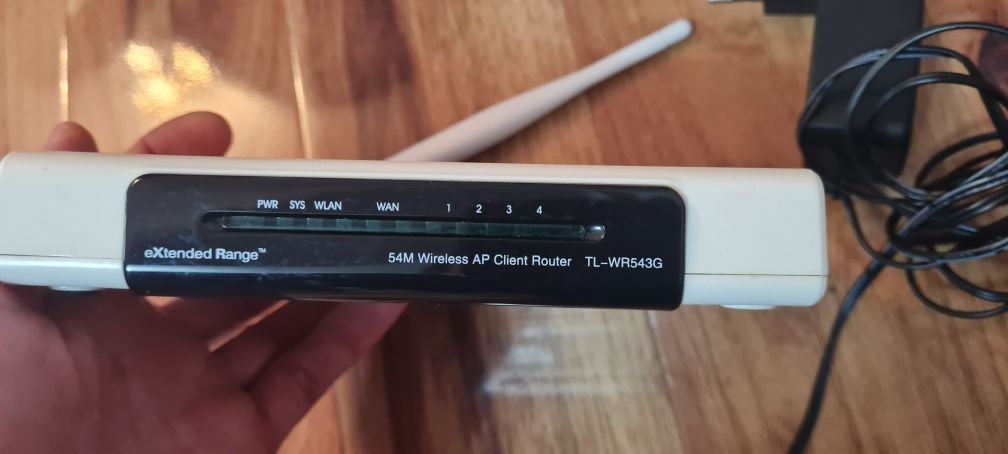 PWR SYS WLAN WAN 1 2 3 4
eXtended Range™
54M Wireless AP Client Router TL-WR543G